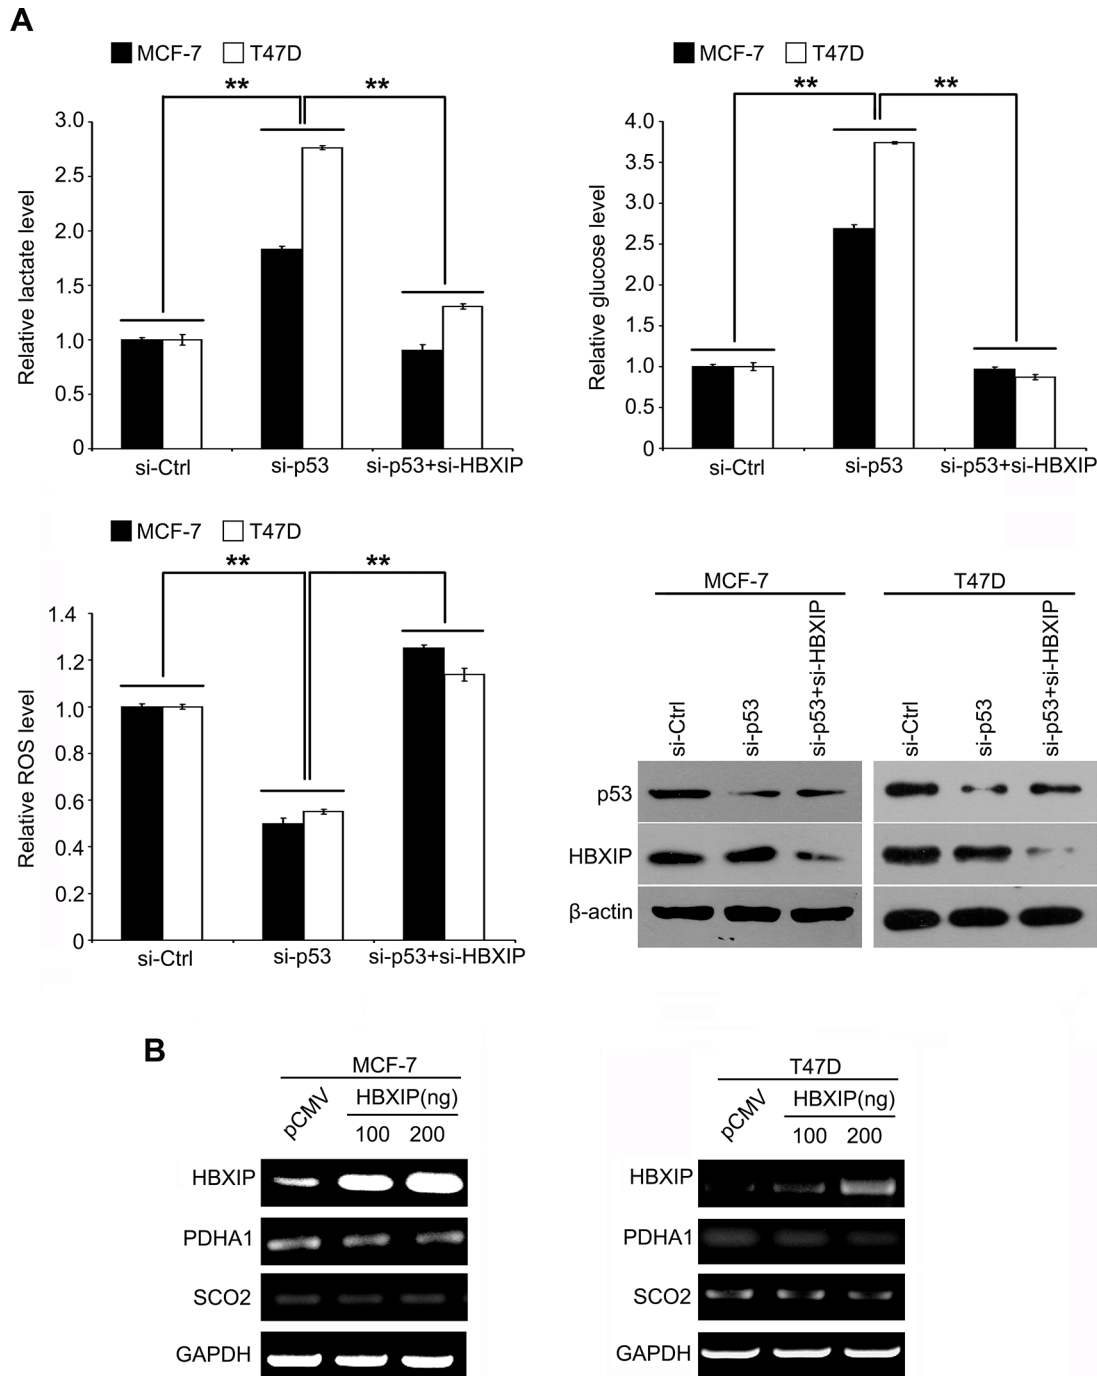 A
MCF-7 T47D
** **
Relative lactate level
3.0
2.5
2.0
1.5
1.0
0.5
0
si-Ctrl si-p53 si-p53+si-HBXIP
MCF-7 T47D
** **
Relative glucose level
4.0
3.5
3.0
2.5
2.0
1.5
1.0
0.5
0
si-Ctrl si-p53 si-p53+si-HBXIP
MCF-7 T47D
** **
Relative ROS level
1.4
1.2
1.0
0.8
0.6
0.4
0.2
0
si-Ctrl si-p53 si-p53+si-HBXIP
MCF-7 T47D
si-Ctrl si-p53 si-p53+si-HBXIP si-Ctrl si-p53 si-p53+si-HBXIP
p53
HBXIP
β-actin
B
MCF-7
pCMV HBXIP(ng)
100 200
HBXIP
PDHA1
SCO2
GAPDH
T47D
pCMV HBXIP(ng)
100 200
HBXIP
PDHA1
SCO2
GAPDH